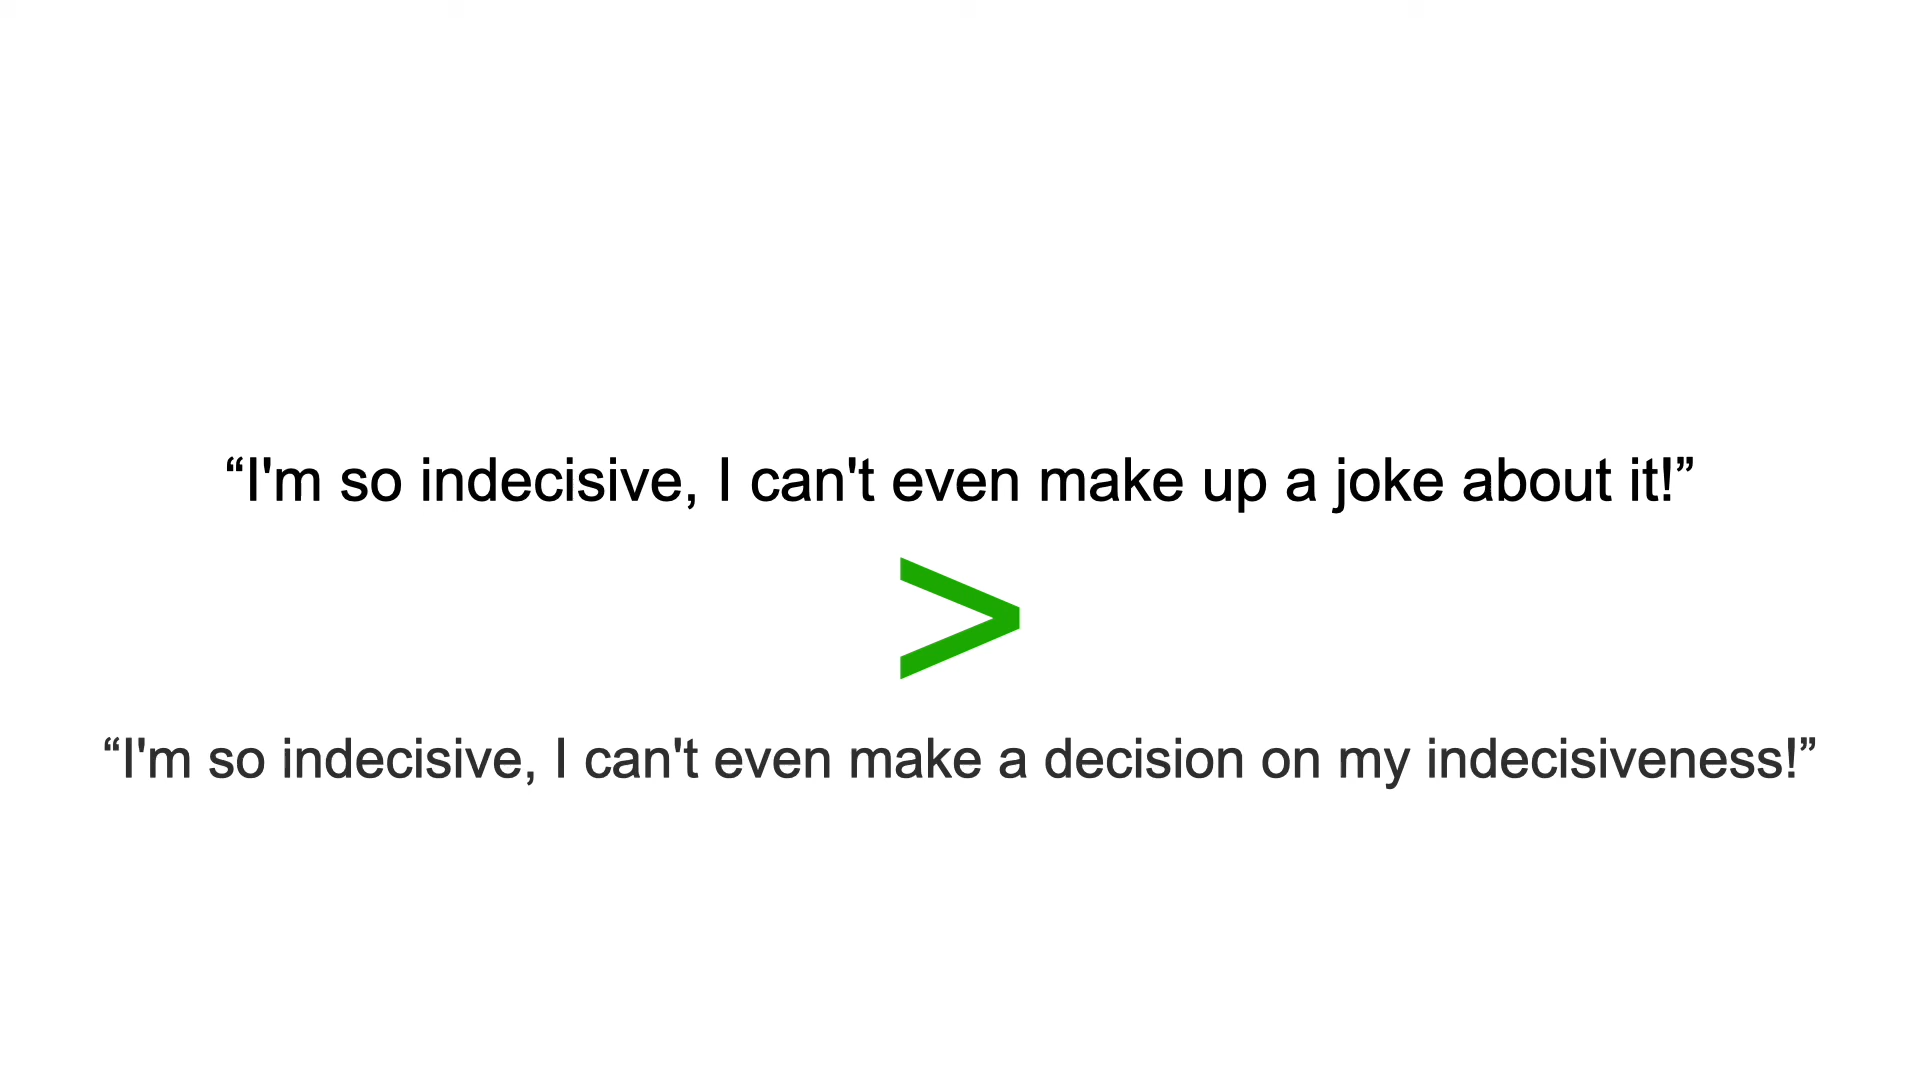 “I'm so indecisive, I can't even make up a joke about it!”
>
“I'm so indecisive, I can't even make a decision on my indecisiveness!”